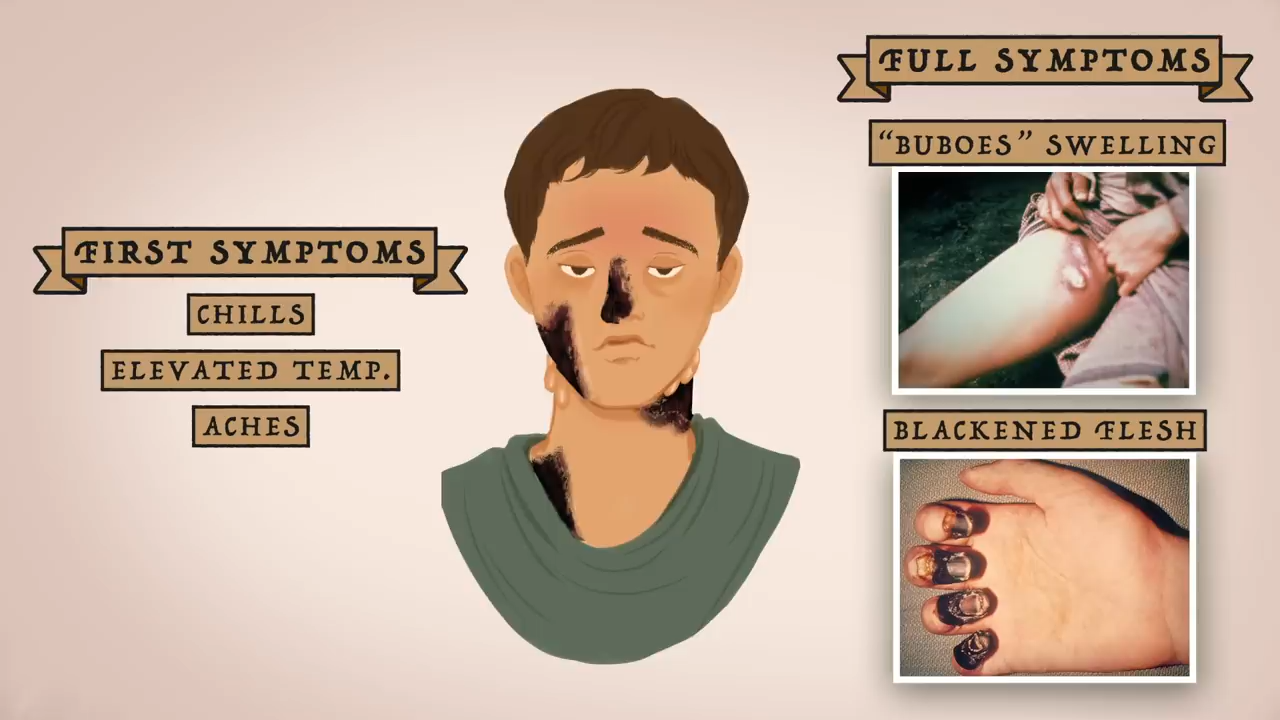 FIRST SYMPTOMS
CHILLS
ELEVATED TEMP.
ACHES
FULL SYMPTOMS
“BUBOES” SWELLING
BLACKENED FLESH